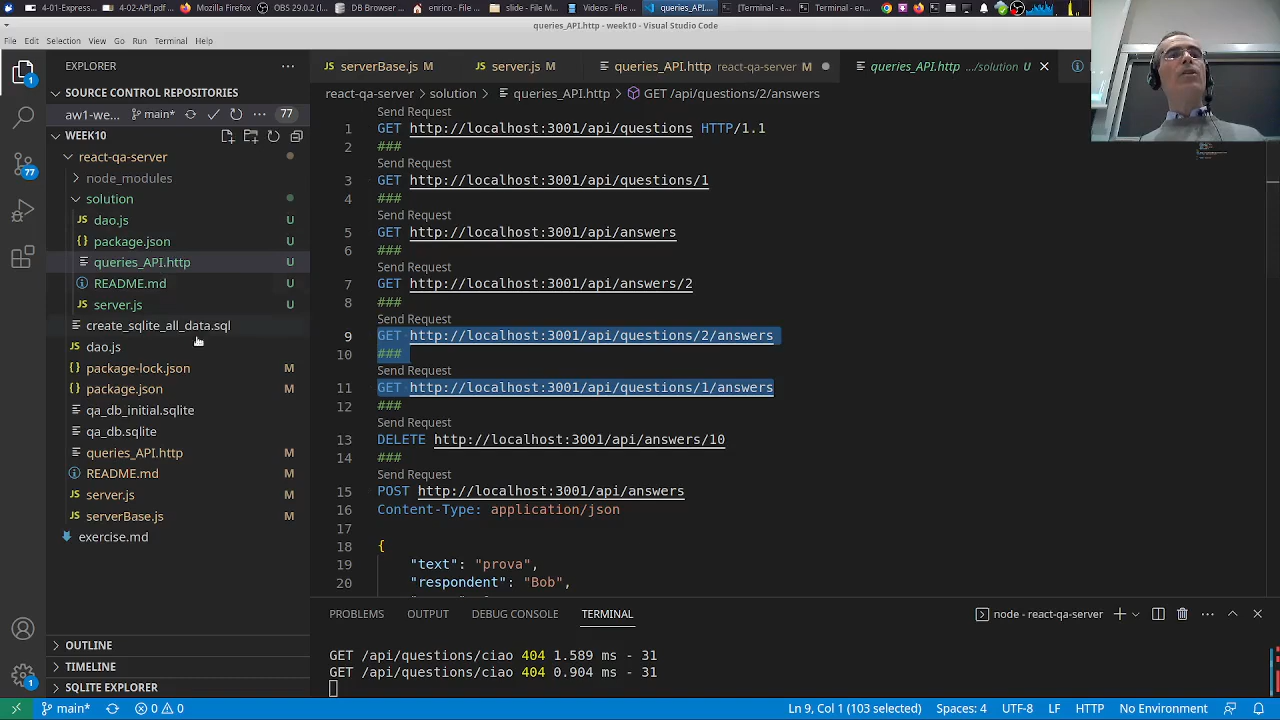 4-01-Express...
4-02-API.pdf ...
OBS 29.0.2 (...
DB Browser ...
enrico - File ...
slide - File ...
Videos - File ...
queries_API....
[Terminal - e...
Terminal - en...
queries_API.http - week10 - Visual Studio Code
File Edit Selection View Go Run Terminal Help
EXPLORER
serverBase.js M
server.js M
queries_API.http react-qa-server M
queries_API.http .../solution U
SOURCE CONTROL REPOSITORIES
react-qa-server > solution > queries_API.http > GET /api/questions/2/answers
aw1-we... main* 77
WEEK10
react-qa-server
node_modules
solution
JS dao.js U
{} package.json U
queries_API.http U
README.md U
JS server.js U
create_sqlite_all_data.sql
JS dao.js
package-lock.json M
{} package.json M
qa_db_initial.sqlite
qa_db.sqlite
queries_API.http M
README.md M
JS server.js M
JS serverBase.js M
exercise.md
OUTLINE
TIMELINE
SQLITE EXPLORER
Send Request
1 GET http://localhost:3001/api/questions HTTP/1.1
2 ###
Send Request
3 GET http://localhost:3001/api/questions/1
4 ###
Send Request
5 GET http://localhost:3001/api/answers
6 ###
Send Request
7 GET http://localhost:3001/api/answers/2
8 ###
Send Request
9 GET http://localhost:3001/api/questions/2/answers
10 ###
Send Request
11 GET http://localhost:3001/api/questions/1/answers
12 ###
Send Request
13 DELETE http://localhost:3001/api/answers/10
14 ###
Send Request
15 POST http://localhost:3001/api/answers
16 Content-Type: application/json
17
18 {
19 "text": "prova",
20 "respondent": "Bob",
PROBLEMS OUTPUT DEBUG CONSOLE TERMINAL
node - react-qa-server
GET /api/questions/ciao 404 1.589 ms - 31
GET /api/questions/ciao 404 0.904 ms - 31
main* 0 0
Ln 9, Col 1 (103 selected) Spaces: 4 UTF-8 LF HTTP No Environment